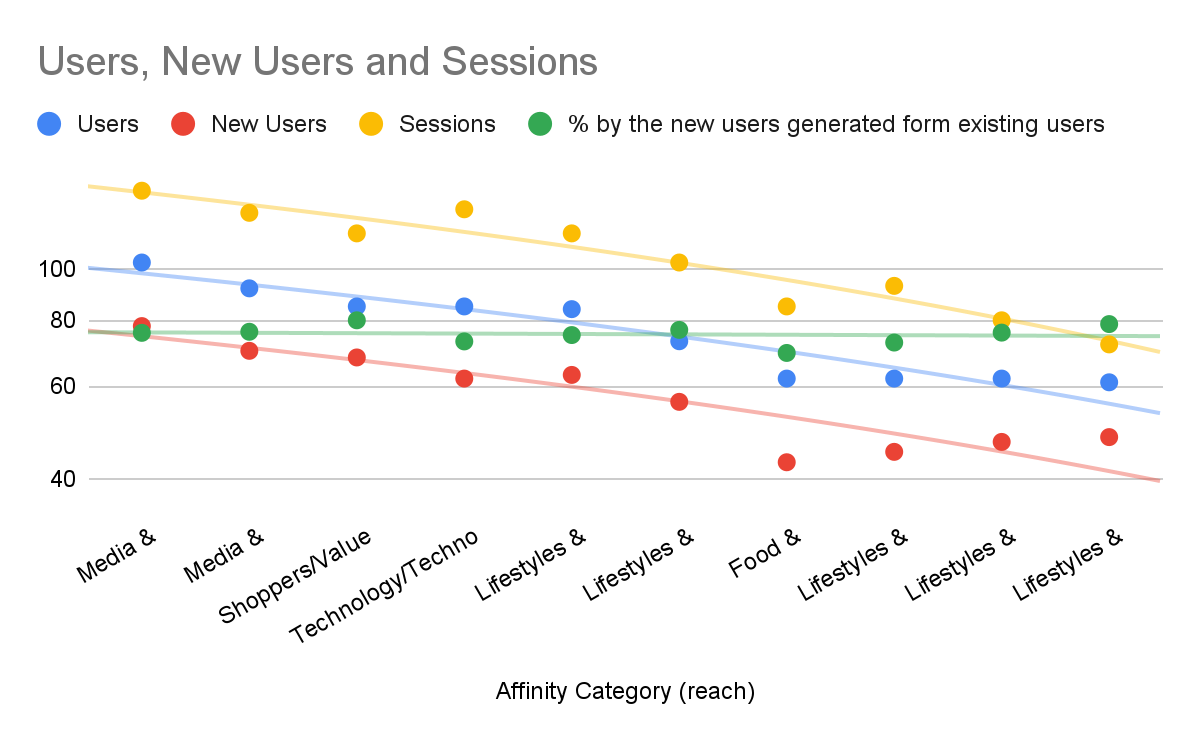 Users, New Users and Sessions
Users
New Users
Sessions
% by the new users generated form existing users
100
80
60
40
Media &
Media &
Shoppers/Value
Technology/Techno
Lifestyles &
Lifestyles &
Food &
Lifestyles &
Lifestyles &
Lifestyles &
Affinity Category (reach)